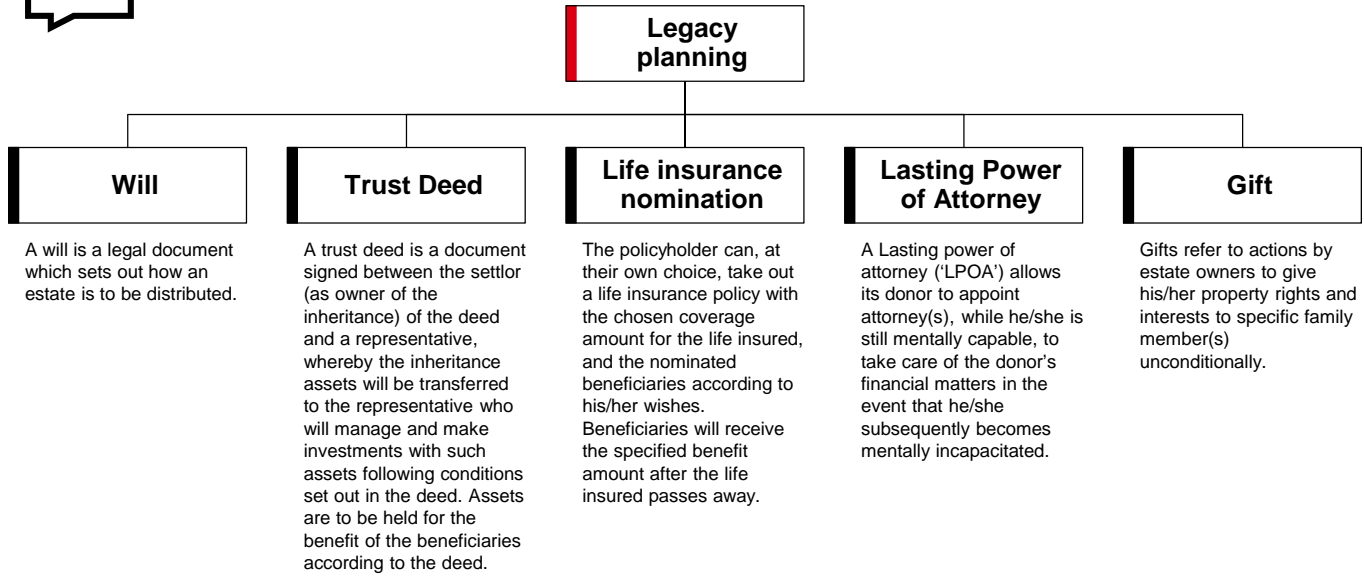 Legacy
planning
Will
A will is a legal document
which sets out how an
estate is to be distributed.
Trust Deed
A trust deed is a document
signed between the settlor
(as owner of the
inheritance) of the deed
and a representative,
whereby the inheritance
assets will be transferred
to the representative who
will manage and make
investments with such
assets following conditions
set out in the deed. Assets
are to be held for the
benefit of the beneficiaries
according to the deed.
Life insurance
nomination
The policyholder can, at
their own choice, take out
a life insurance policy with
the chosen coverage
amount for the life insured,
and the nominated
beneficiaries according to
his/her wishes.
Beneficiaries will receive
the specified benefit
amount after the life
insured passes away.
Lasting Power
of Attorney
A Lasting power of
attorney (‘LPOA’) allows
its donor to appoint
attorney(s), while he/she is
still mentally capable, to
take care of the donor’s
financial matters in the
event that he/she
subsequently becomes
mentally incapacitated.
Gift
Gifts refer to actions by
estate owners to give
his/her property rights and
interests to specific family
member(s)
unconditionally.